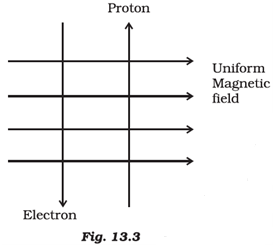 Proton
Uniform
Magnetic
field
Electron
Fig. 13.3